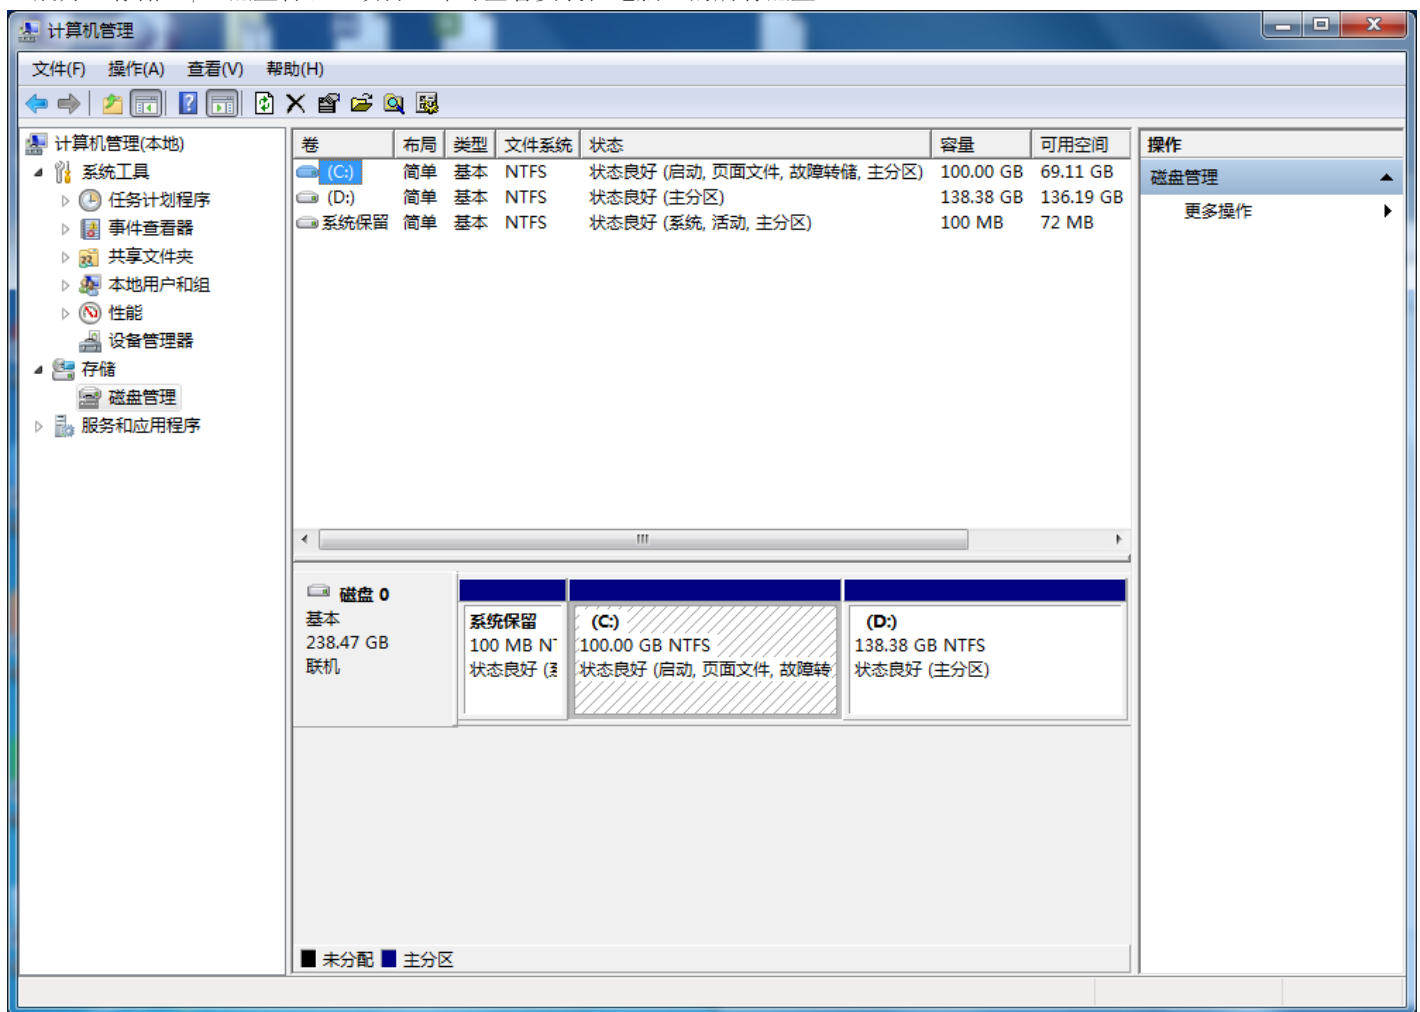 计算机管理
文件(F) 操作(A) 查看(V) 帮助(H)
计算机管理(本地)
系统工具
任务计划程序
事件查看器
共享文件夹
本地用户和组
性能
设备管理器
存储
磁盘管理
服务和应用程序
卷 布局 类型 文件系统 状态 容量 可用空间
(C:) 简单 基本 NTFS 状态良好 (启动, 页面文件, 故障转储, 主分区) 100.00 GB 69.11 GB
(D:) 简单 基本 NTFS 状态良好 (主分区) 138.38 GB 136.19 GB
系统保留 简单 基本 NTFS 状态良好 (系统, 活动, 主分区) 100 MB 72 MB
磁盘 0
基本
238.47 GB
联机
系统保留
100 MB N
状态良好 (
(C:)
100.00 GB NTFS
状态良好 (启动, 页面文件, 故障转
(D:)
138.38 GB NTFS
状态良好 (主分区)
未分配 主分区
操作
磁盘管理
更多操作